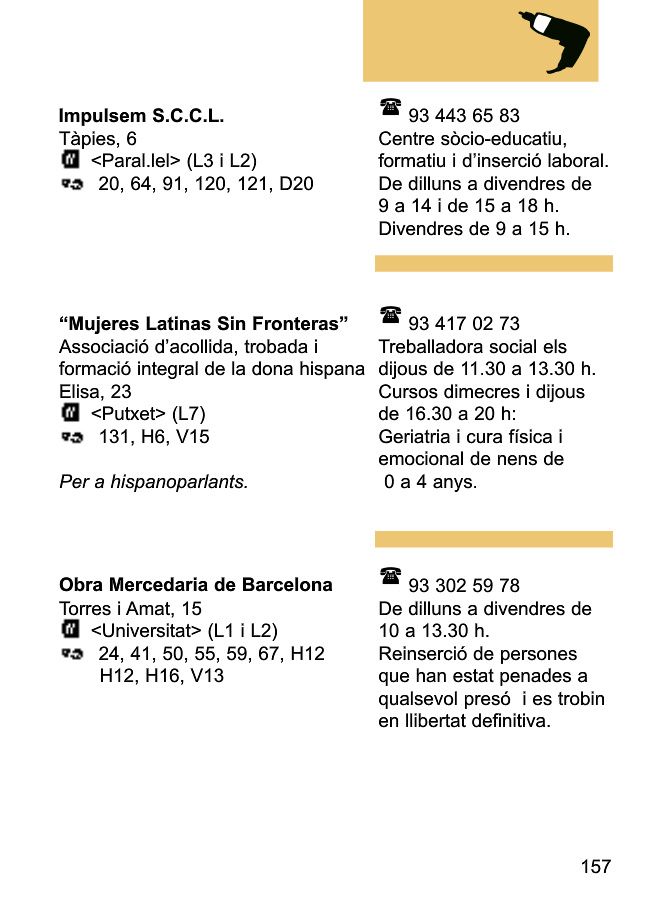 Impulsem S.C.C.L.
Tàpies, 6
<Paral.lel> (L3 i L2)
20, 64, 91, 120, 121, D20
☎ 93 443 65 83
Centre sòcio-educatiu,
formatiu i d’inserció laboral.
De dilluns a divendres de
9 a 14 i de 15 a 18 h.
Divendres de 9 a 15 h.
“Mujeres Latinas Sin Fronteras”
Associació d’acollida, trobada i
formació integral de la dona hispana
Elisa, 23
<Putxet> (L7)
131, H6, V15
Per a hispanoparlants.
☎ 93 417 02 73
Treballadora social els
dijous de 11.30 a 13.30 h.
Cursos dimecres i dijous
de 16.30 a 20 h:
Geriatria i cura física i
emocional de nens de
0 a 4 anys.
Obra Mercedaria de Barcelona
Torres i Amat, 15
<Universitat> (L1 i L2)
24, 41, 50, 55, 59, 67, H12
H12, H16, V13
☎ 93 302 59 78
De dilluns a divendres de
10 a 13.30 h.
Reinserció de persones
que han estat penades a
qualsevol presó  i es trobin
en llibertat definitiva.
157